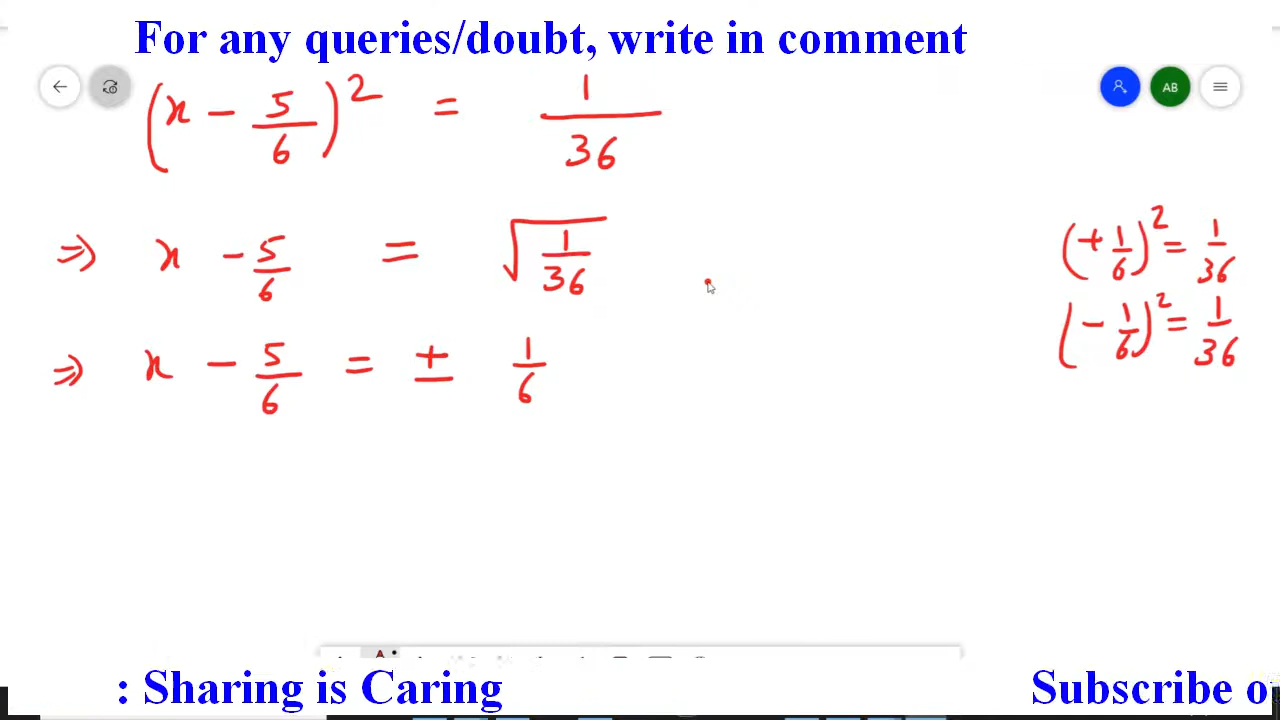 For any queries/doubt, write in comment
AB
(x - 5/6)² = 1/36
⇒ x - 5/6 = √(1/36)
⇒ x - 5/6 = ± 1/6
(+ 1/6)² = 1/36
(- 1/6)² = 1/36
: Sharing is Caring
Subscribe o